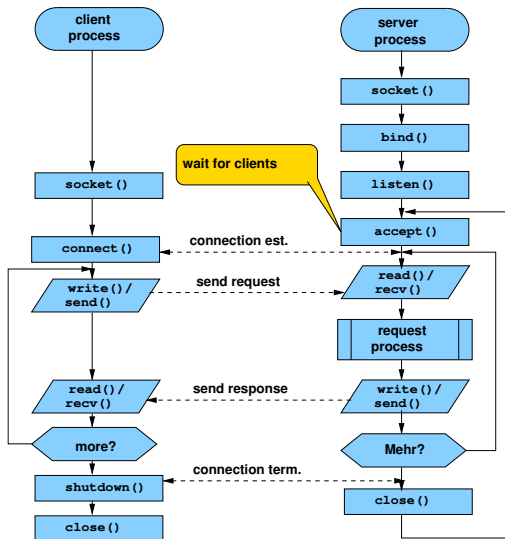 client
process
server
process
socket()
bind()
wait for clients
socket()
listen()
accept()
connect()
connection est.
write()/
send()
send request
read()/
recv()
request
process
read()/
recv()
send response
write()/
send()
more?
Mehr?
connection term.
shutdown()
close()
close()